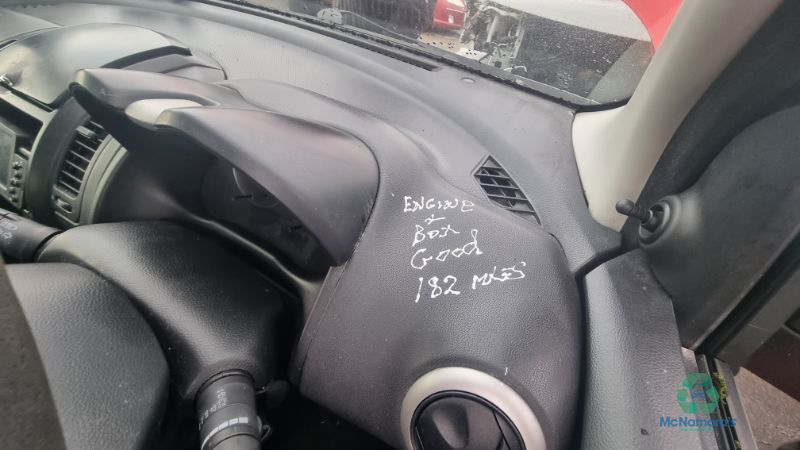 ENGINE
+
BOX
Good
182 MILES
McNamara's